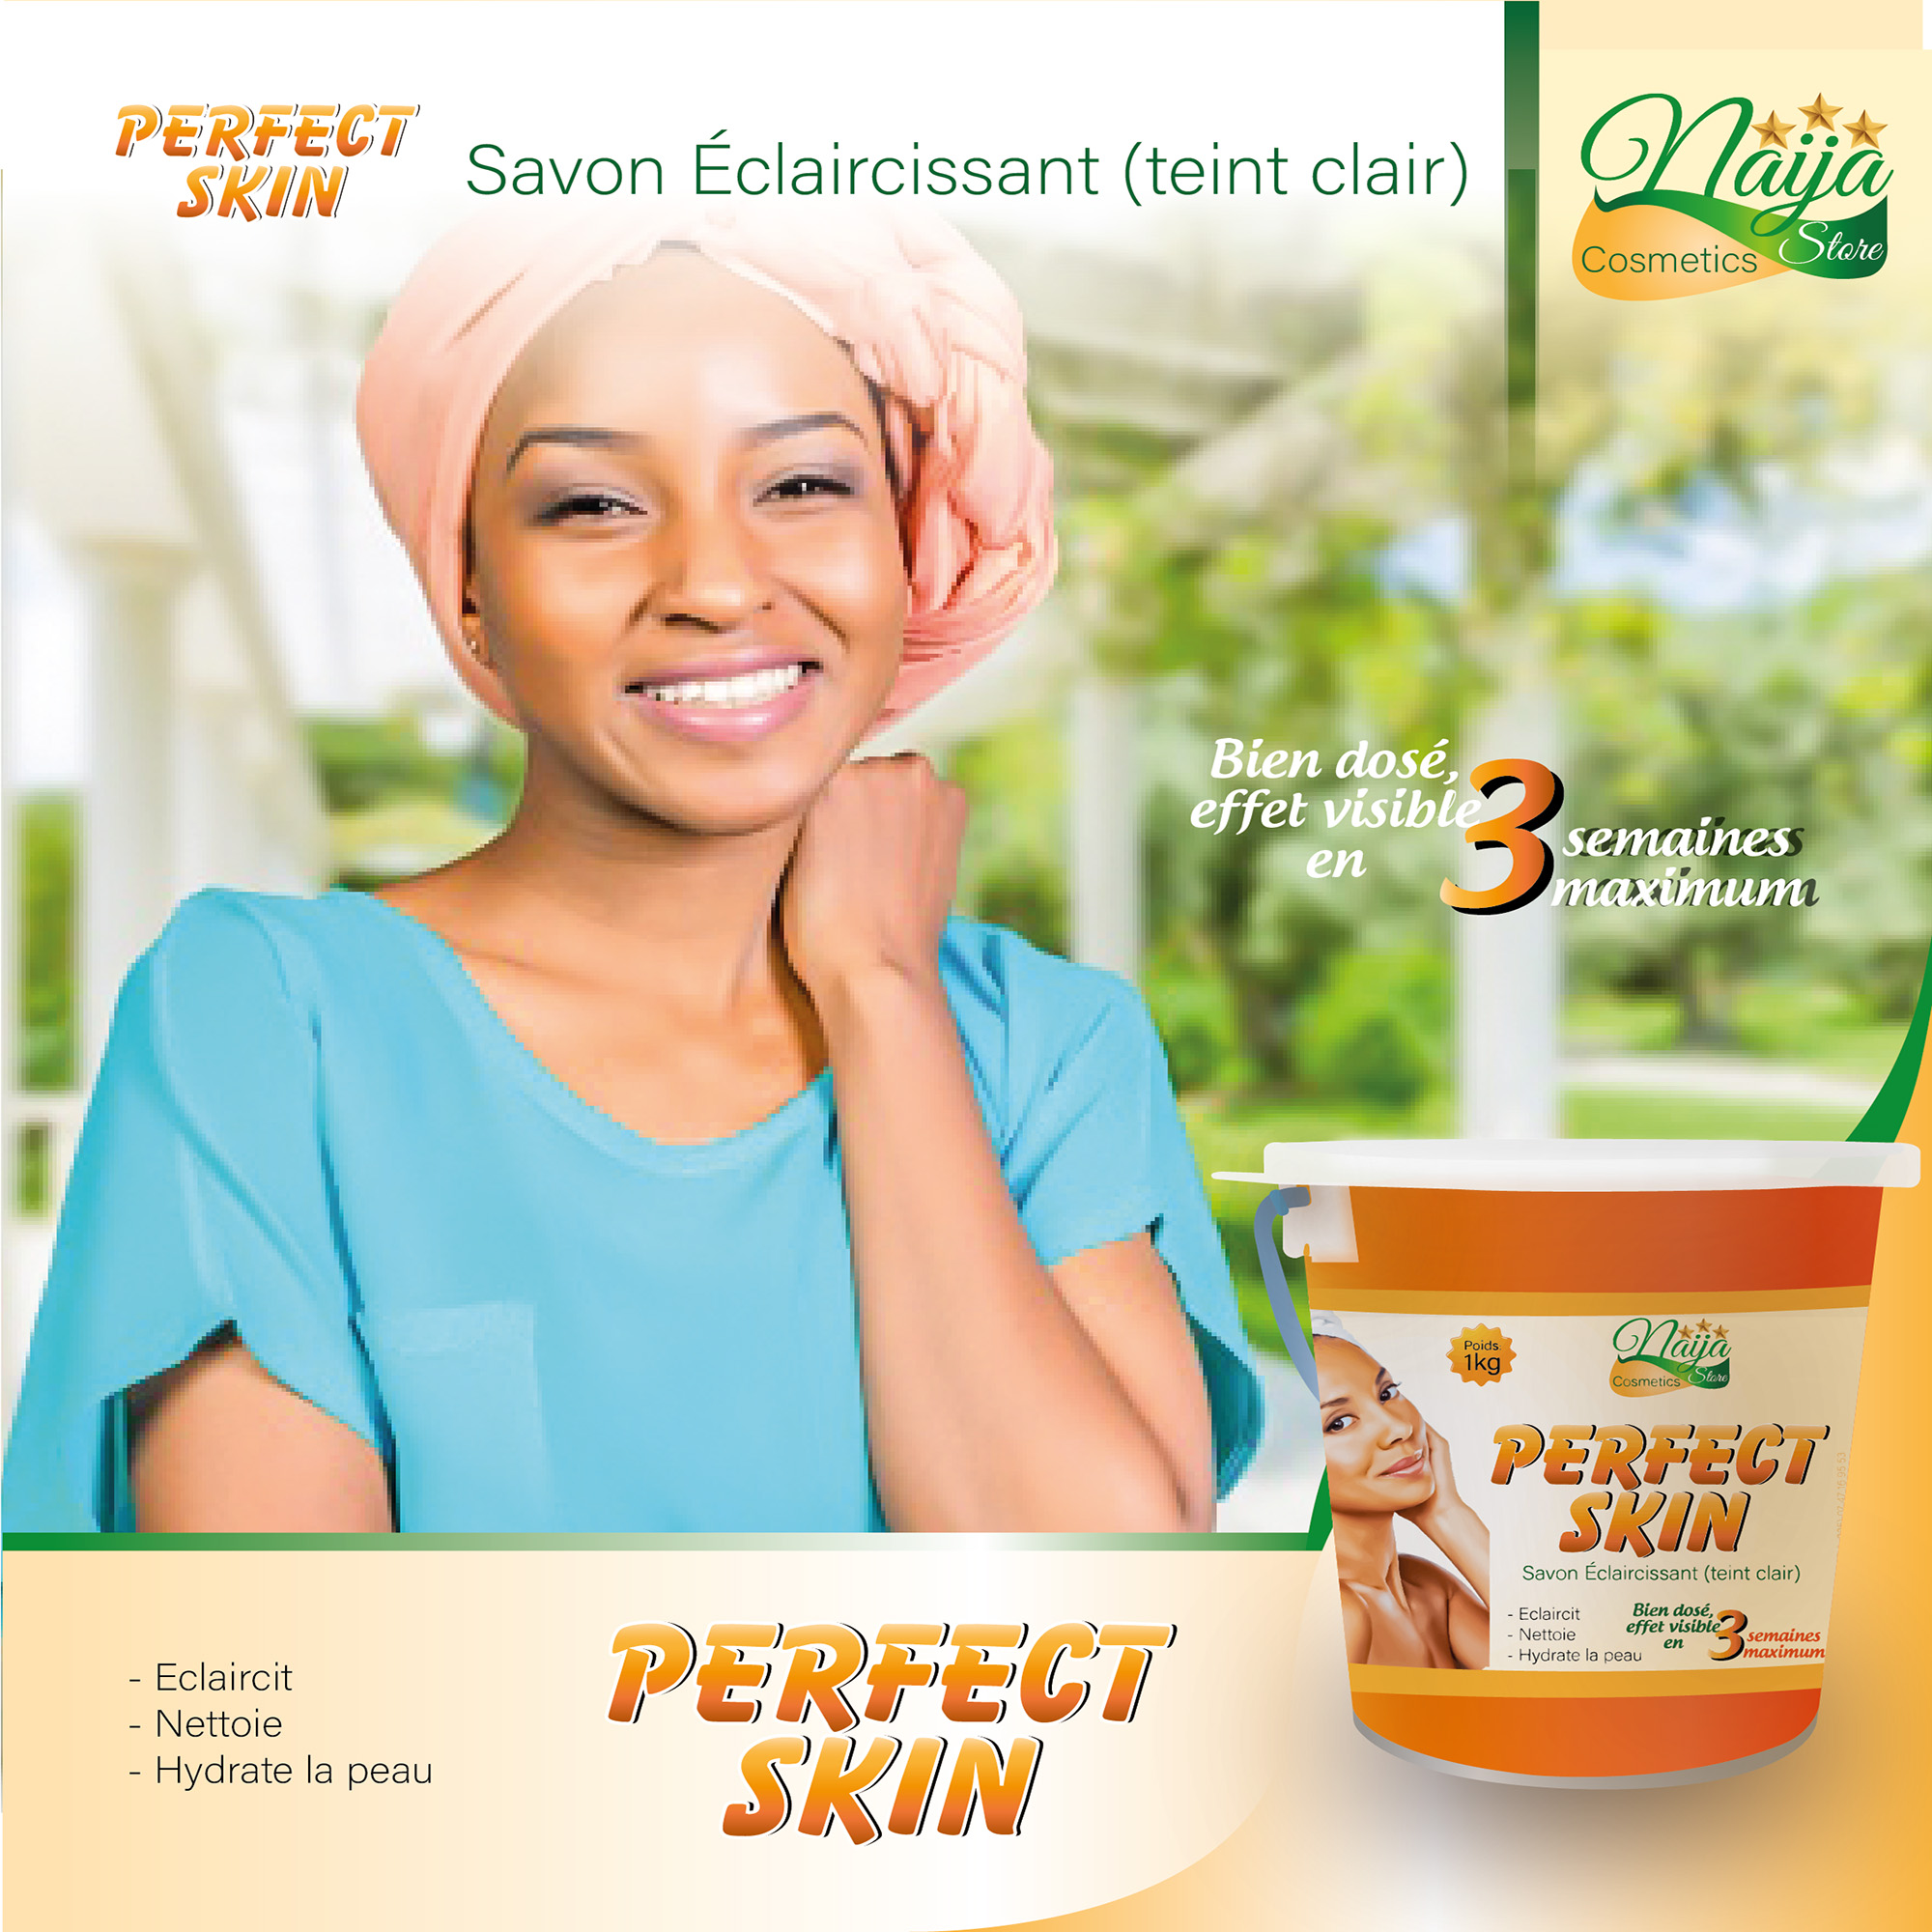 PERFECT
SKIN
Savon Éclaircissant (teint clair)
Naija
Cosmetics Store
Bien dosé,
effet visible
en
3
semaines
maximum
- Eclaircit
- Nettoie
- Hydrate la peau
PERFECT
SKIN
Poids:
1kg
Naija
Cosmetics Store
PERFECT
SKIN
Savon Éclaircissant (teint clair)
- Eclaircit
- Nettoie
- Hydrate la peau
Bien dosé,
effet visible
en
3
semaines
maximum